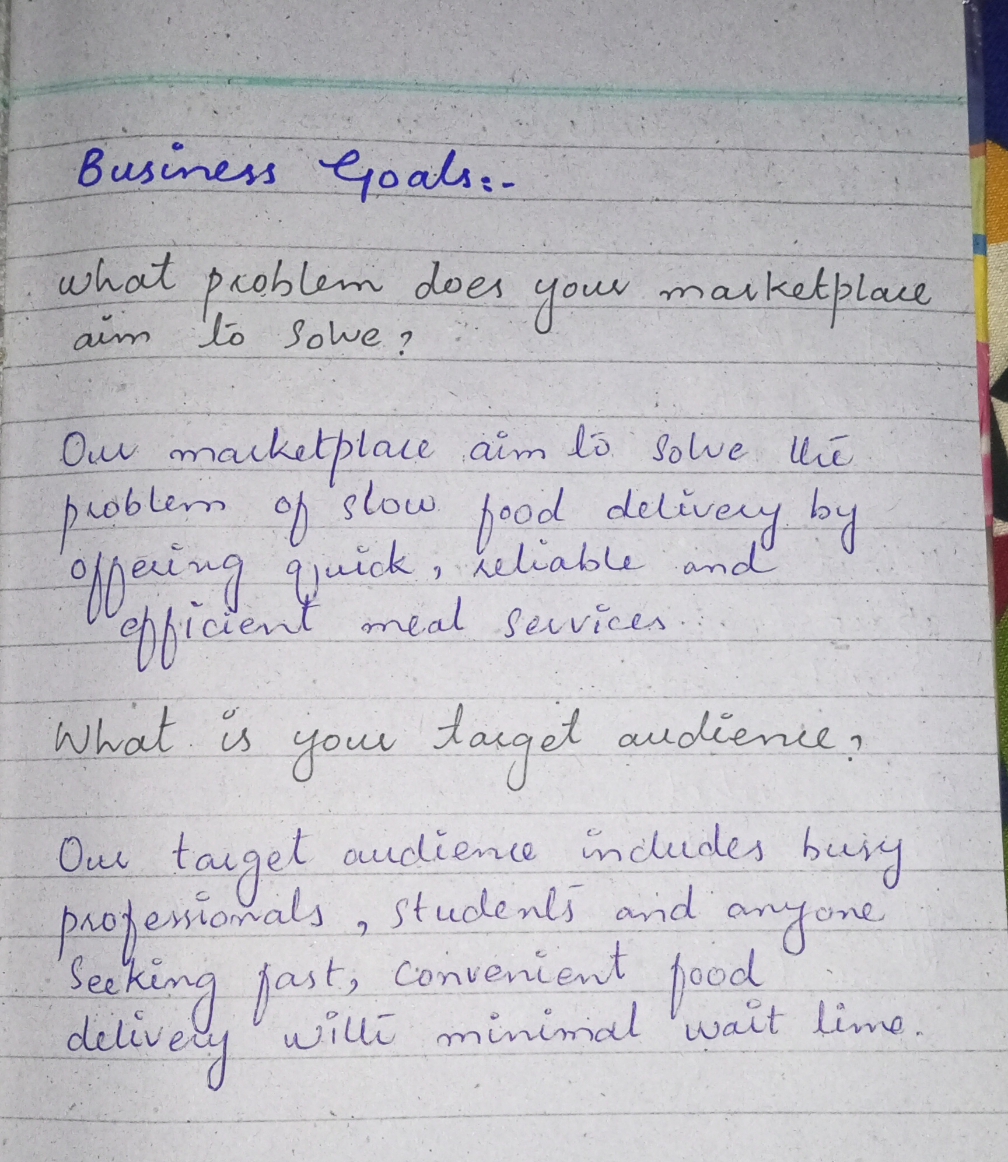 Business Goals:-
What problem does your marketplace
aim to solve?
Our marketplace aim to solve the
problem of slow food delivery by
offering quick, reliable and
efficient meal services.
What is your target audience?
Our target audience includes busy
professionals, students and anyone
seeking fast, convenient food
delivery with minimal wait time.